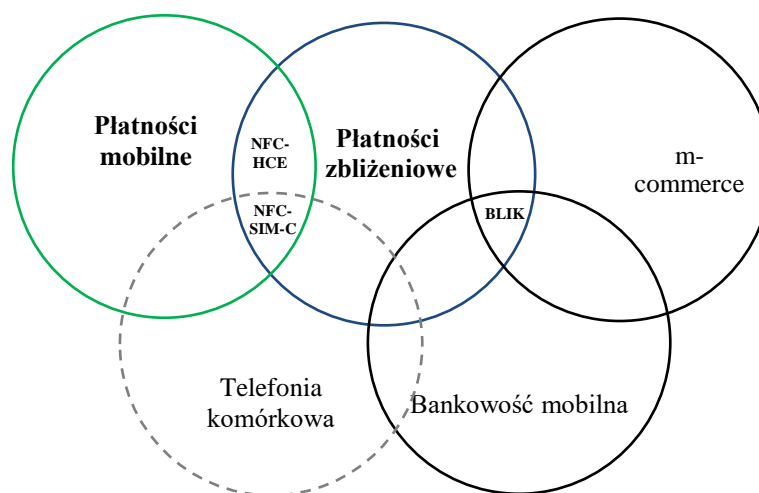 Płatności
mobilne
NFC-
HCE
Płatności
zbliżeniowe
m-
commerce
NFC-
SIM-C
BLIK
Telefonia
komórkowa
Bankowość mobilna